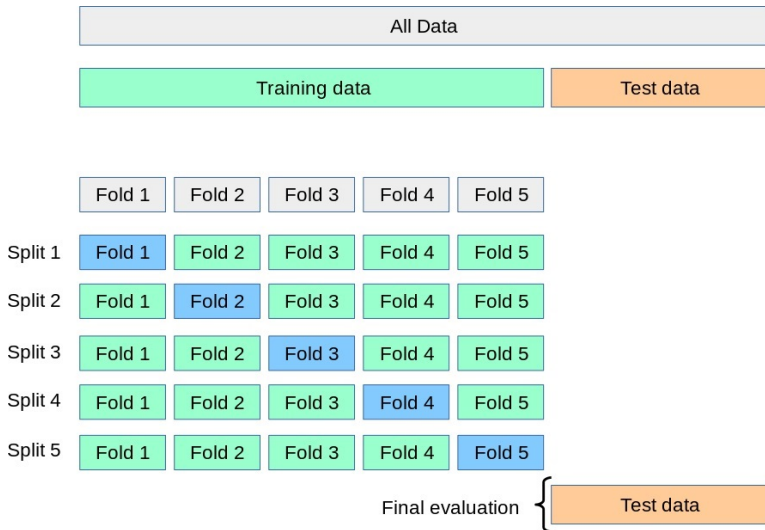 All Data
Training data Test data
Fold 1 Fold 2 Fold 3 Fold 4 Fold 5
Split 1 Fold 1 Fold 2 Fold 3 Fold 4 Fold 5
Split 2 Fold 1 Fold 2 Fold 3 Fold 4 Fold 5
Split 3 Fold 1 Fold 2 Fold 3 Fold 4 Fold 5
Split 4 Fold 1 Fold 2 Fold 3 Fold 4 Fold 5
Split 5 Fold 1 Fold 2 Fold 3 Fold 4 Fold 5
Final evaluation { Test data